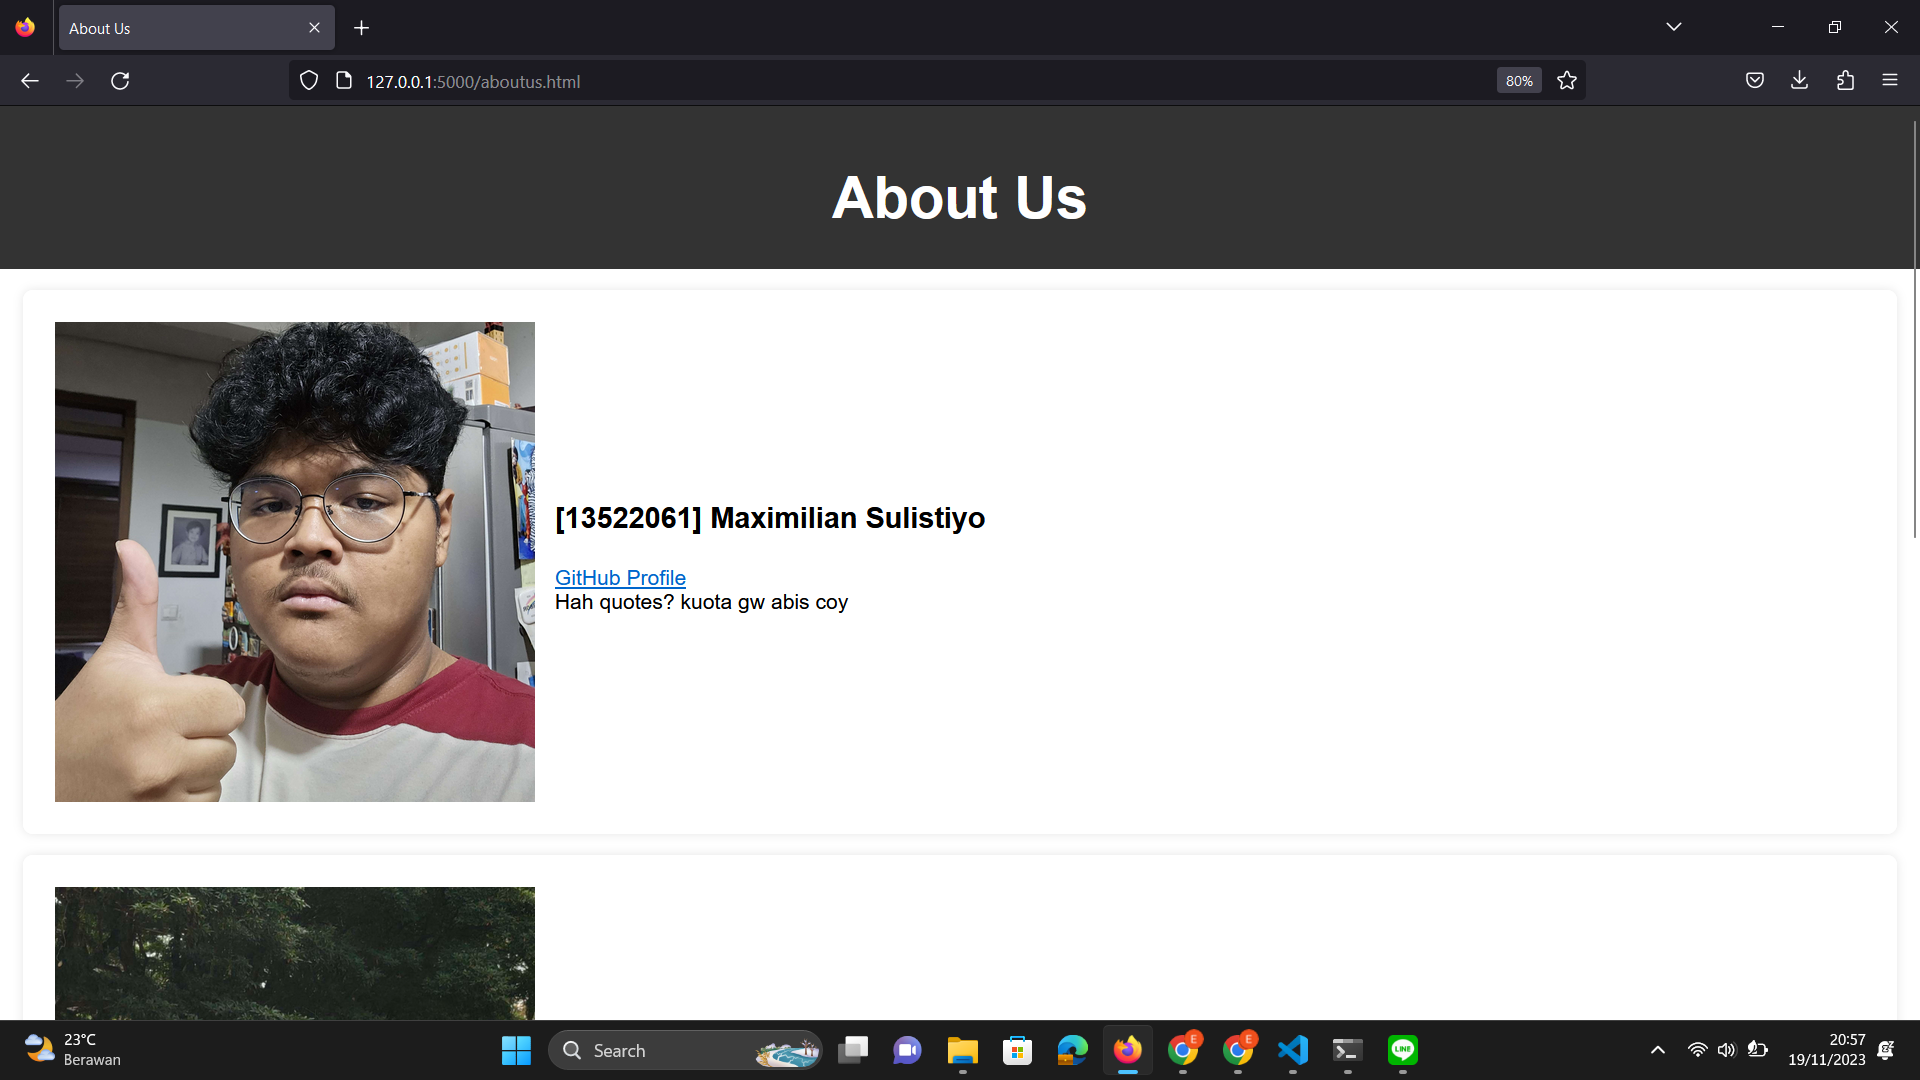 About Us
127.0.0.1:5000/aboutus.html
80%
About Us
[13522061] Maximilian Sulistiyo
GitHub Profile
Hah quotes? kuota gw abis coy
23°C
Berawan
Search
E
E
LINE
20:57
19/11/2023